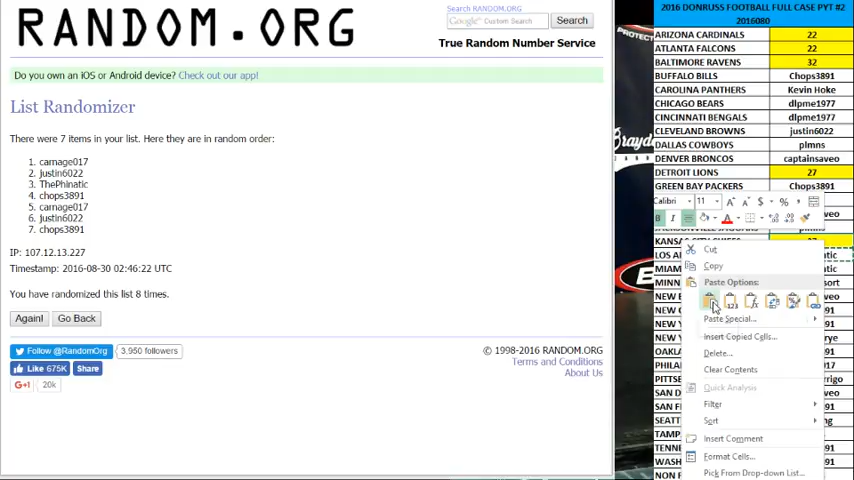 RANDOM.ORG
Search RANDOM.ORG
Google Custom Search
Search
True Random Number Service
Do you own an iOS or Android device? Check out our app!
List Randomizer
There were 7 items in your list. Here they are in random order:
1. carnage017
2. justin6022
3. ThePhinatic
4. chops3891
5. carnage017
6. justin6022
7. chops3891
IP: 107.12.13.227
Timestamp: 2016-08-30 02:46:22 UTC
You have randomized this list 8 times.
Again!
Go Back
Follow @RandomOrg
3,950 followers
Like 675K
Share
G+1
20k
© 1998-2016 RANDOM.ORG
Terms and Conditions
About Us
2016 DONRUSS FOOTBALL FULL CASE PYT #2
2016080
ARIZONA CARDINALS 22
ATLANTA FALCONS 22
BALTIMORE RAVENS 32
BUFFALO BILLS Chops3891
CAROLINA PANTHERS Kevin Hoke
CHICAGO BEARS dlpme1977
CINCINNATI BENGALS dlpme1977
CLEVELAND BROWNS justin6022
DALLAS COWBOYS plmns
DENVER BRONCOS captainsaveo
DETROIT LIONS 27
GREEN BAY PACKERS Chops3891
Calibri 11
KANSAS CITY CHIEFS
Cut
Copy
Paste Options:
Paste Special...
Insert Copied Cells...
Delete...
Clear Contents
Quick Analysis
Filter
Sort
Insert Comment
Format Cells...
Pick From Drop-down List...